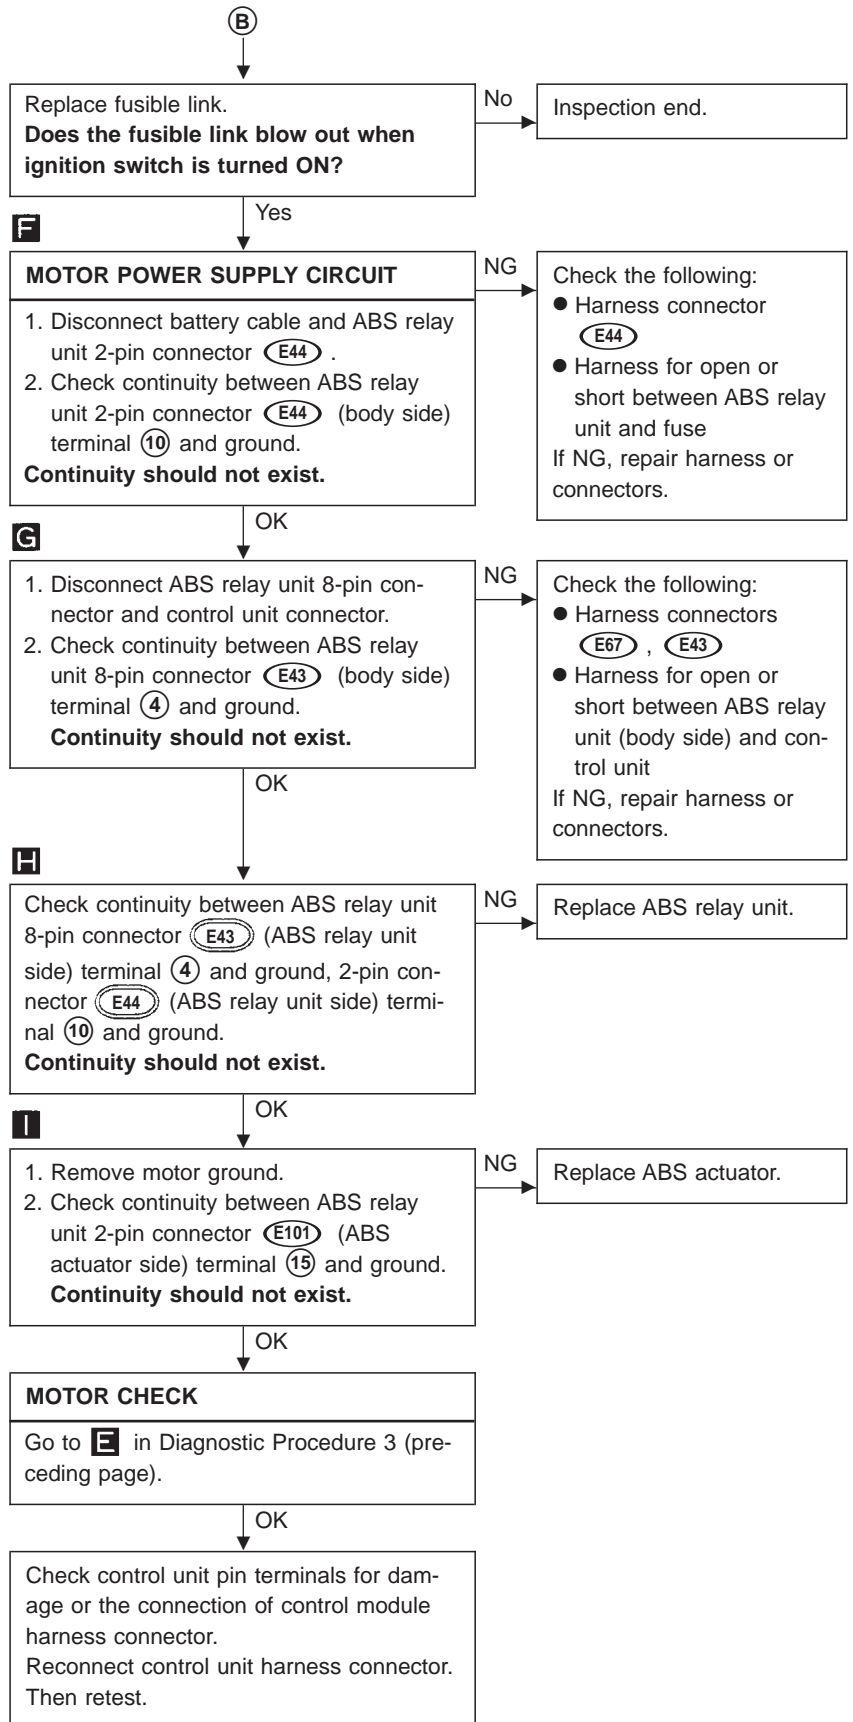 B
Replace fusible link.
Does the fusible link blow out when
ignition switch is turned ON?
No
Inspection end.
Yes
F
MOTOR POWER SUPPLY CIRCUIT
1. Disconnect battery cable and ABS relay
unit 2-pin connector E44 .
2. Check continuity between ABS relay
unit 2-pin connector E44 (body side)
terminal 10 and ground.
Continuity should not exist.
NG
Check the following:
● Harness connector
E44
● Harness for open or
short between ABS relay
unit and fuse
If NG, repair harness or
connectors.
OK
G
1. Disconnect ABS relay unit 8-pin con-
nector and control unit connector.
2. Check continuity between ABS relay
unit 8-pin connector E43 (body side)
terminal 4 and ground.
Continuity should not exist.
NG
Check the following:
● Harness connectors
E67 , E43
● Harness for open or
short between ABS relay
unit (body side) and con-
trol unit
If NG, repair harness or
connectors.
OK
H
Check continuity between ABS relay unit
8-pin connector E43 (ABS relay unit
side) terminal 4 and ground, 2-pin con-
nector E44 (ABS relay unit side) termi-
nal 10 and ground.
Continuity should not exist.
NG
Replace ABS relay unit.
OK
I
1. Remove motor ground.
2. Check continuity between ABS relay
unit 2-pin connector E101 (ABS
actuator side) terminal 15 and ground.
Continuity should not exist.
NG
Replace ABS actuator.
OK
MOTOR CHECK
Go to E in Diagnostic Procedure 3 (pre-
ceding page).
OK
Check control unit pin terminals for dam-
age or the connection of control module
harness connector.
Reconnect control unit harness connector.
Then retest.